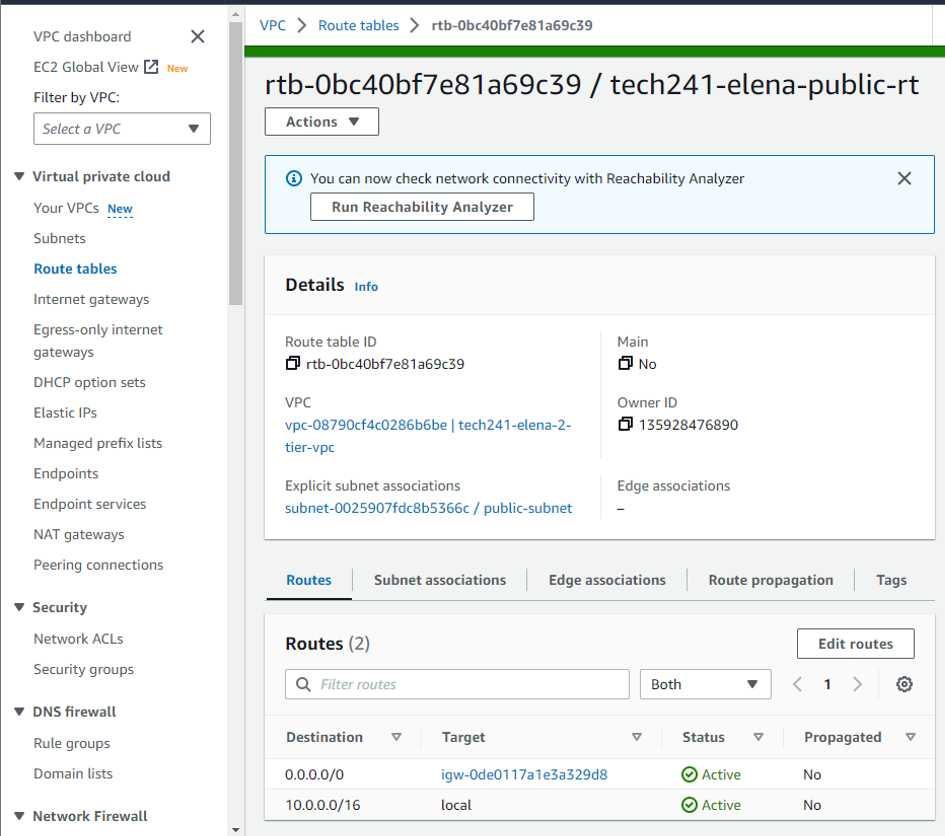 VPC dashboard
EC2 Global View New
Filter by VPC:
Select a VPC
Virtual private cloud
Your VPCs New
Subnets
Route tables
Internet gateways
Egress-only internet
gateways
DHCP option sets
Elastic IPs
Managed prefix lists
Endpoints
Endpoint services
NAT gateways
Peering connections
Security
Network ACLs
Security groups
DNS firewall
Rule groups
Domain lists
Network Firewall
VPC > Route tables > rtb-0bc40bf7e81a69c39
rtb-0bc40bf7e81a69c39 / tech241-elena-public-rt
Actions
You can now check network connectivity with Reachability Analyzer
Run Reachability Analyzer
Details Info
Route table ID
rtb-0bc40bf7e81a69c39
Main
No
VPC
vpc-08790cf4c0286b6be | tech241-elena-2-
tier-vpc
Owner ID
135928476890
Explicit subnet associations
subnet-0025907fdc8b5366c / public-subnet
Edge associations
–
Routes Subnet associations Edge associations Route propagation Tags
Routes (2)
Edit routes
Filter routes
Both
1
Destination Target Status Propagated
0.0.0.0/0 igw-0de0117a1e3a329d8 Active No
10.0.0.0/16 local Active No